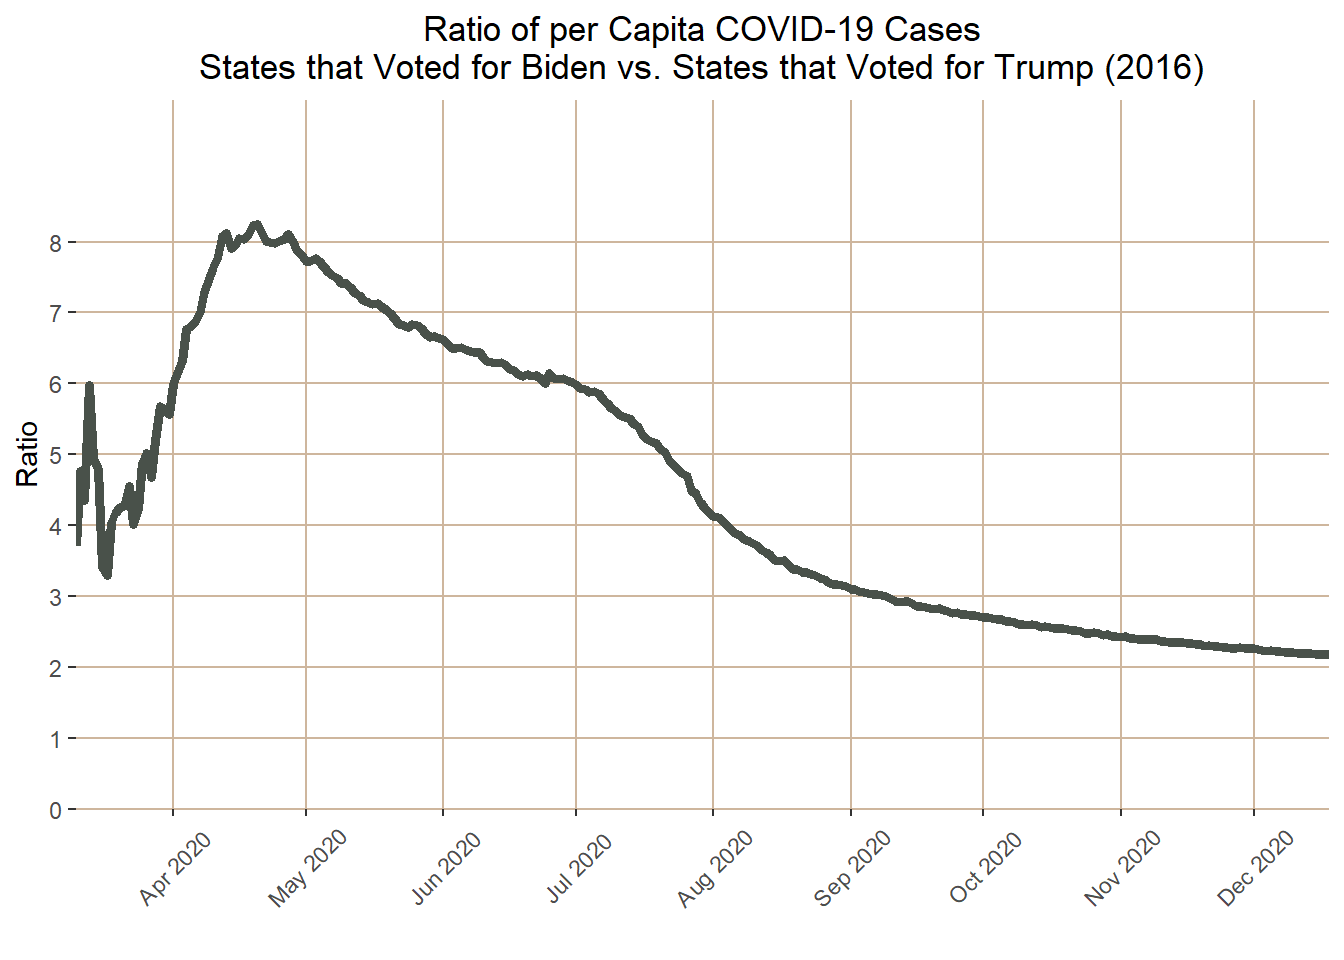 Ratio of per Capita COVID-19 Cases
States that Voted for Biden vs. States that Voted for Trump (2016)
Ratio
8
7
6
5
4
3
2
1
0
Apr 2020
May 2020
Jun 2020
Jul 2020
Aug 2020
Sep 2020
Oct 2020
Nov 2020
Dec 2020